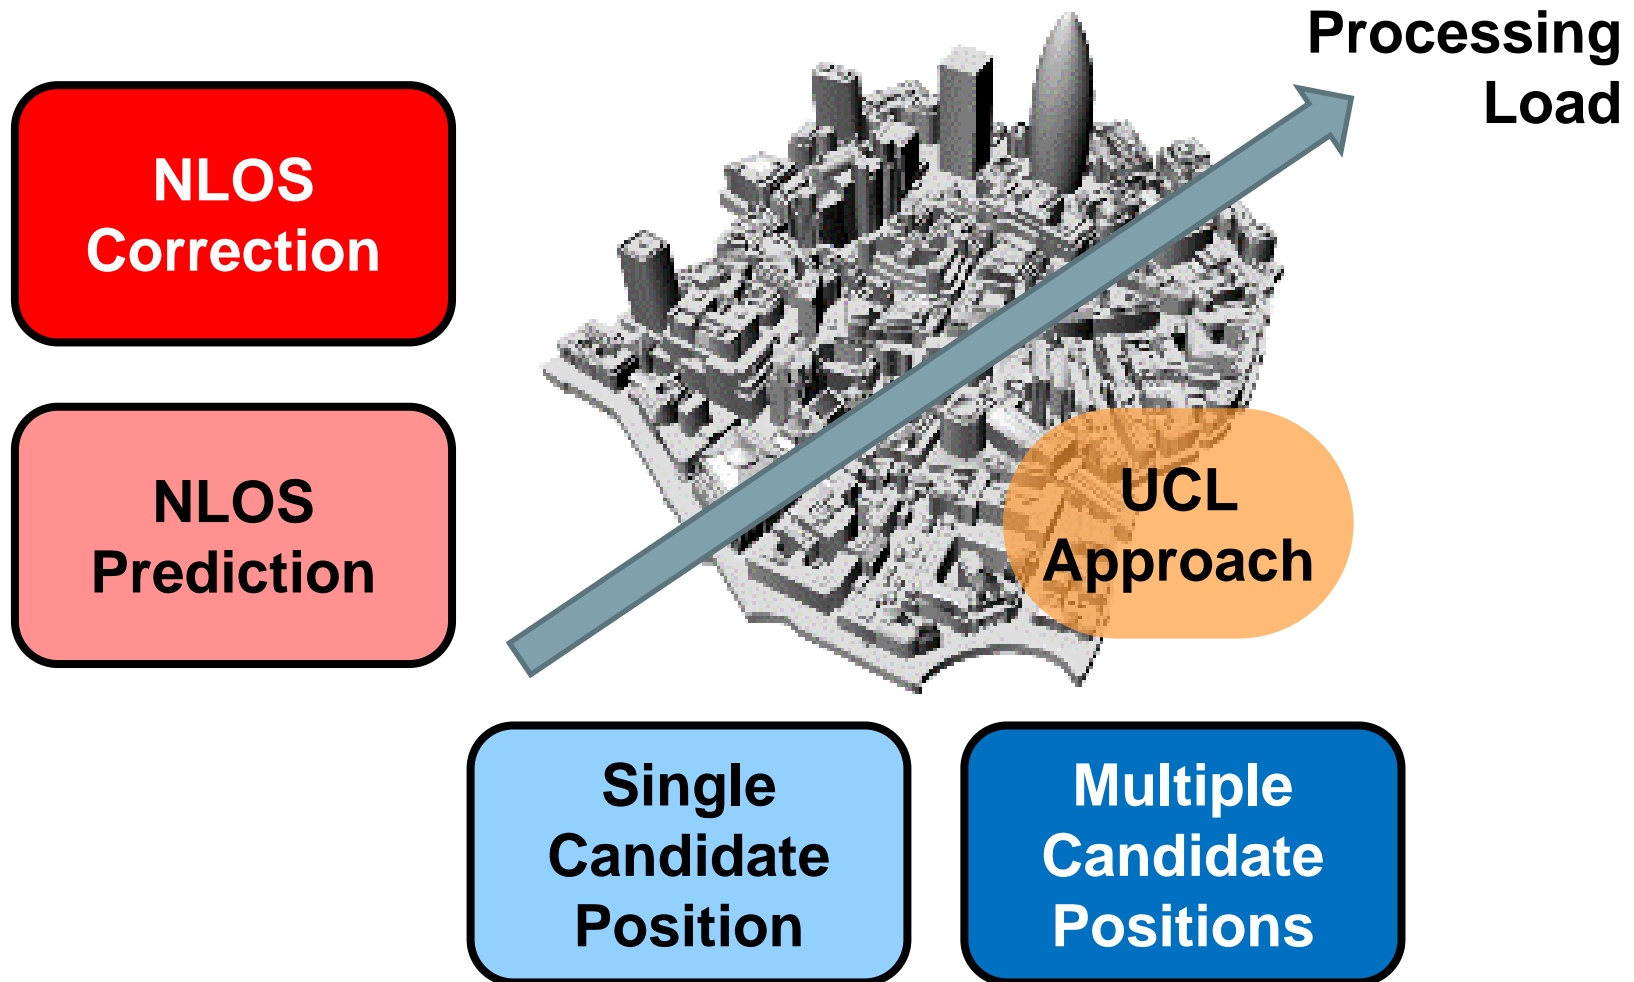 Processing
Load
NLOS
Correction
NLOS
Prediction
UCL
Approach
Single
Candidate
Position
Multiple
Candidate
Positions